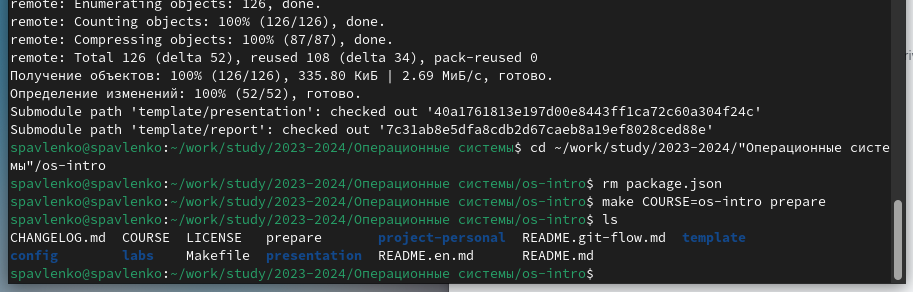 remote: Enumerating objects: 126, done.
remote: Counting objects: 100% (126/126), done.
remote: Compressing objects: 100% (87/87), done.
remote: Total 126 (delta 52), reused 108 (delta 34), pack-reused 0
Получение объектов: 100% (126/126), 335.80 КиБ | 2.69 МиБ/с, готово.
Определение изменений: 100% (52/52), готово.
Submodule path 'template/presentation': checked out '40a1761813e197d00e8443ff1ca72c60a304f24c'
Submodule path 'template/report': checked out '7c31ab8e5dfa8cdb2d67caeb8a19ef8028ced88e'
spavlenko@spavlenko:~/work/study/2023-2024/Операционные системы$ cd ~/work/study/2023-2024/"Операционные систе
мы"/os-intro
spavlenko@spavlenko:~/work/study/2023-2024/Операционные системы/os-intro$ rm package.json
spavlenko@spavlenko:~/work/study/2023-2024/Операционные системы/os-intro$ make COURSE=os-intro prepare
spavlenko@spavlenko:~/work/study/2023-2024/Операционные системы/os-intro$ ls
CHANGELOG.md COURSE LICENSE prepare project-personal README.git-flow.md template
config labs Makefile presentation README.en.md README.md
spavlenko@spavlenko:~/work/study/2023-2024/Операционные системы/os-intro$